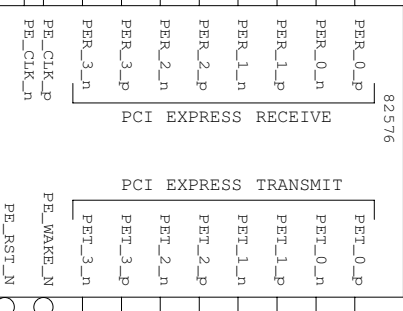 PE_CLK_n
PE_CLK_p
PER_3_n
PER_3_p
PER_2_n
PER_2_p
PER_1_n
PER_1_p
PER_0_n
PER_0_p
PCI EXPRESS RECEIVE
82576
PCI EXPRESS TRANSMIT
PE_RST_N
PE_WAKE_N
PET_3_n
PET_3_p
PET_2_n
PET_2_p
PET_1_n
PET_1_p
PET_0_n
PET_0_p